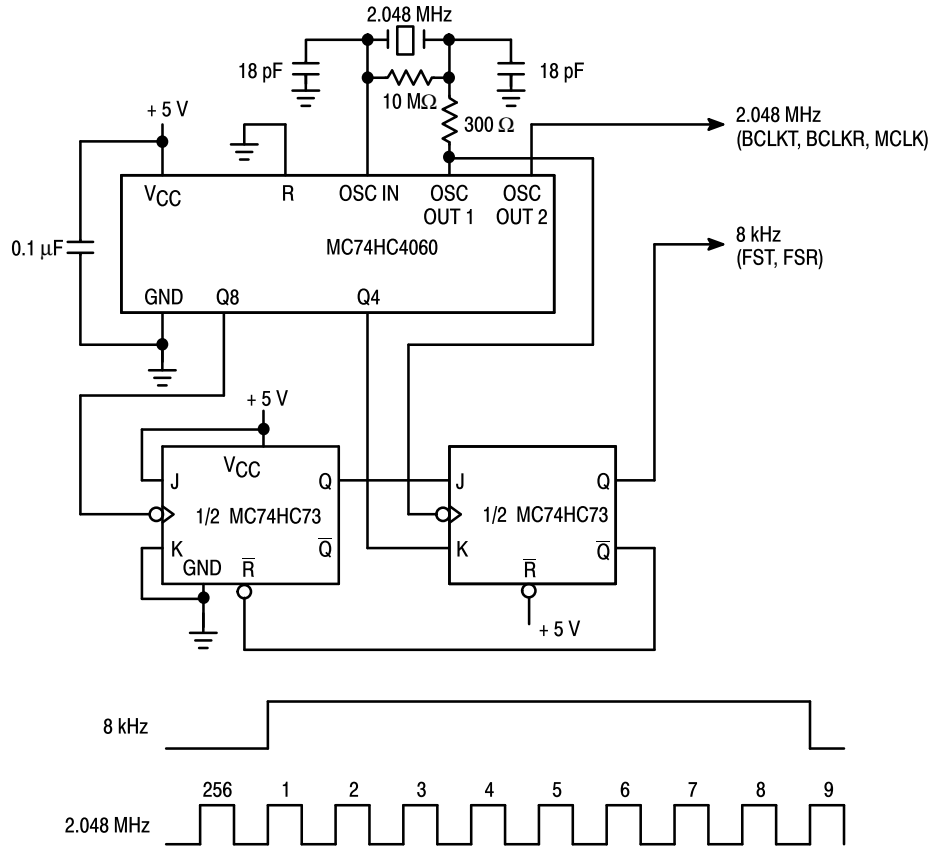 2.048 MHz
18 pF
18 pF
10 MΩ
300 Ω
+ 5 V
2.048 MHz
(BCLKT, BCLKR, MCLK)
VCC
R
OSC IN
OSC
OUT 1
OSC
OUT 2
0.1 µF
MC74HC4060
8 kHz
(FST, FSR)
GND
Q8
Q4
+ 5 V
VCC
J
Q
1/2 MC74HC73
K
Q̅
GND
R̅
J
Q
1/2 MC74HC73
K
Q̅
R̅
+ 5 V
8 kHz
256 1 2 3 4 5 6 7 8 9
2.048 MHz